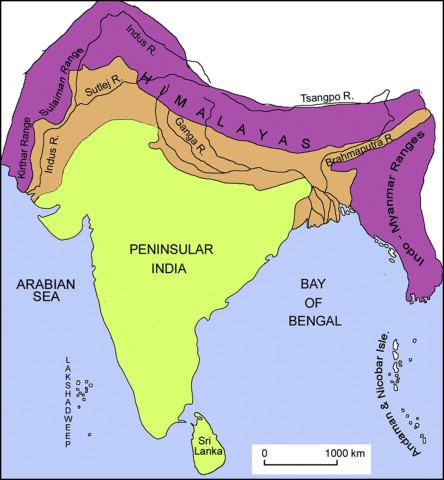 Indus R.
Sulaiman Range
Sutlej R.
HIMALAYAS
Tsangpo R.
Kirthar Range
Indus R.
Ganga R.
Brahmaputra R.
Indo - Myanmar Ranges
PENINSULAR
INDIA
ARABIAN
SEA
BAY
OF
BENGAL
LAKSHADWEEP
Andaman & Nicobar Isle.
Sri
Lanka
0 1000 km